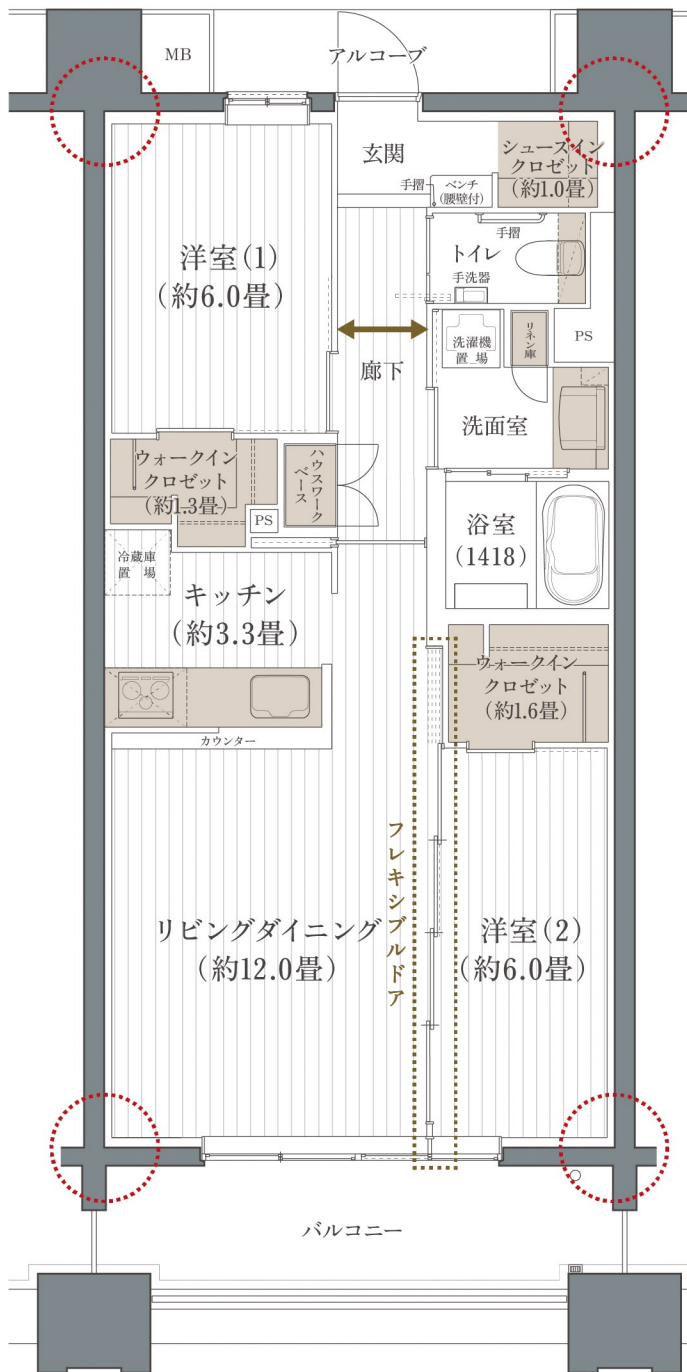 MB
アルコーブ
玄関
シューズイン
クロゼット
(約1.0畳)
手摺
ベンチ
(腰壁付)
手摺
トイレ
手洗器
洋室(1)
(約6.0畳)
洗濯機
置場
リネン庫
PS
廊下
洗面室
ウォークイン
クロゼット
(約1.3畳)
ハウスワーク
ベース
PS
浴室
(1418)
冷蔵庫
置場
キッチン
(約3.3畳)
ウォークイン
クロゼット
(約1.6畳)
カウンター
フレキシブルドア
リビングダイニング
(約12.0畳)
洋室(2)
(約6.0畳)
バルコニー